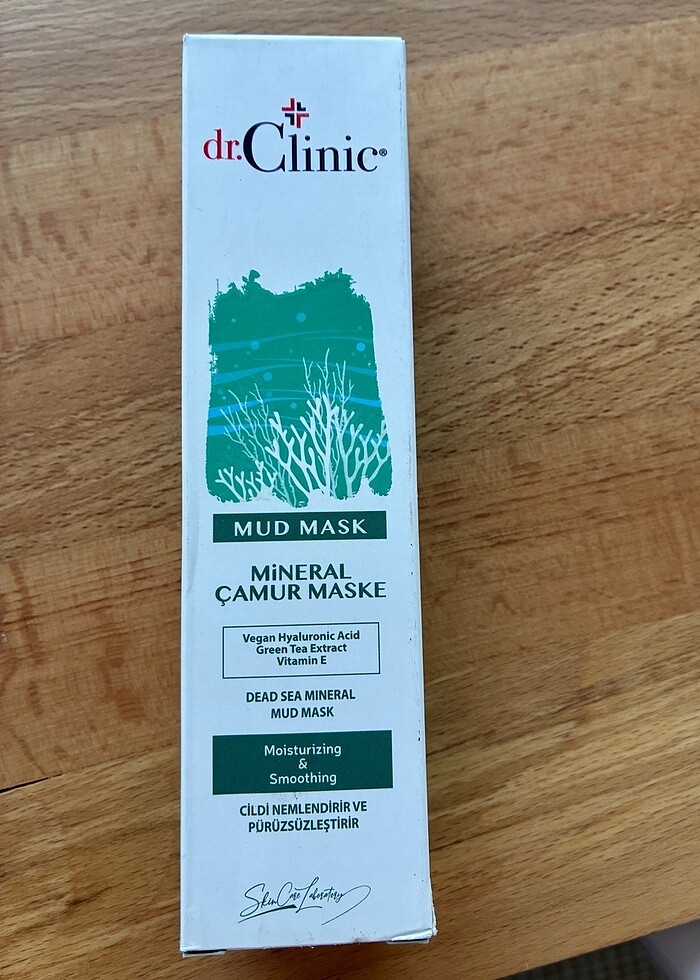 dr.Clinic®
MUD MASK
MiNERAL
ÇAMUR MASKE
Vegan Hyaluronic Acid
Green Tea Extract
Vitamin E
DEAD SEA MINERAL
MUD MASK
Moisturizing
&
Smoothing
CİLDİ NEMLENDİRİR VE
PÜRÜZSÜZLEŞTİRİR
Skin Care Laboratory